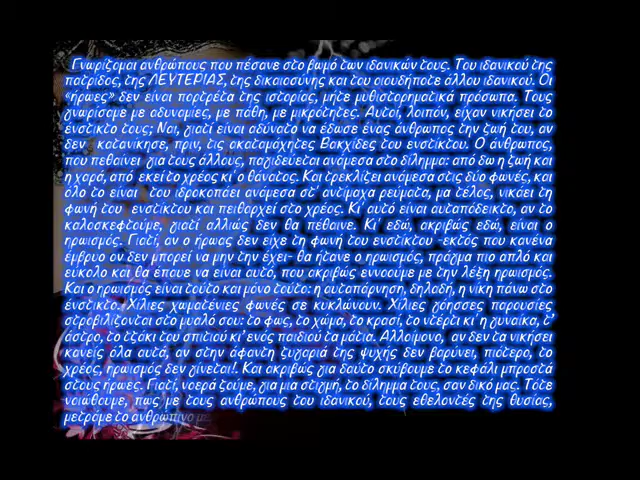 Γνωρίζομαι ανθρώπους που πέσανε στο βωμό των ιδανικών τους. Του ιδανικού της
πατρίδος, της ΛΕΥΤΕΡΙΑΣ, της δικαιοσύνης και του οιουδήποτε άλλου ιδανικού. Οι
«ήρωες» δεν είναι πορτρέτα της ιστορίας, μήτε μυθιστορηματικά πρόσωπα. Τους
γνωρίσαμε με αδυναμίες, με πάθη, με μικρότητες. Αυτοί, λοιπόν, είχαν νικήσει το
ένστικτο τους; Ναι, γιατί είναι αδύνατο να έδωσε ένας άνθρωπος την ζωή του, αν
δεν κατανίκησε, πριν, τις σκοτομάχητες Βακχίδες του ενστίκτου. Ο άνθρωπος,
που πεθαίνει για τους άλλους, παγιδεύεται ανάμεσα στο δίλημμα: από δω η ζωή και
η χαρά, από εκεί το χρέος κι' ο θάνατος. Και τρεκλίζει ανάμεσα στις δύο φωνές, και
όλο το είναι του ιδροκοπάει ανάμεσα σ' αντίμαχα ρεύματα, μα τέλος, νικάει τη
φωνή του ενστίκτου και πειθαρχεί στο χρέος. Κι' αυτό είναι αυταπόδεικτο, αν το
καλοσκεφτούμε, γιατί αλλιώς δεν θα πέθαινε. Κι' εδώ, ακριβώς εδώ, είναι ο
ηρωισμός. Γιατί, αν ο ήρωας δεν είχε τη φωνή του ενστίκτου -εκτός που κανένα
έμβρυο ον δεν μπορεί να μην την έχει- θα ήτανε ο ηρωισμός, πράγμα πιο απλό και
εύκολο και θα έπαυε να είναι αυτό, που ακριβώς εννοούμε με την λέξη ηρωισμός.
Και ο ηρωισμός είναι τούτο και μόνο τούτο: η αυταπάρνηση, δηλαδή η νίκη πάνω στο
ένστικτο. Χίλιες χωματένιες φωνές σε κυκλώνουν. Χίλιες γόησσες παρουσίες
στροβιλίζονται στο μυαλό σου: το φως, το χώμα, το κρασί, το ντέρτι κι' η γυναίκα, τ'
άστρο, το τζάκι του σπιτιού κι' ενός παιδιού τα μάτια. Αλλοίμονο, αν δεν τα νικήσει
κανείς όλα αυτά, αν στην άφαντη ζυγαριά της ψυχής δεν βαρύνει, πιότερο, το
χρέος, ηρωισμός δεν γίνεται!. Και ακριβώς για δαύτο σκύβουμε το κεφάλι μπροστά
στους ήρωες. Γιατί, νοερά ζούμε, για μια στιγμή, το δίλημμα τους, σαν δικό μας. Τότε
νοιώθουμε, πως με τους ανθρώπους του ιδανικού, τους εθελοντές της θυσίας,
μετράμε το ανθρώπινο